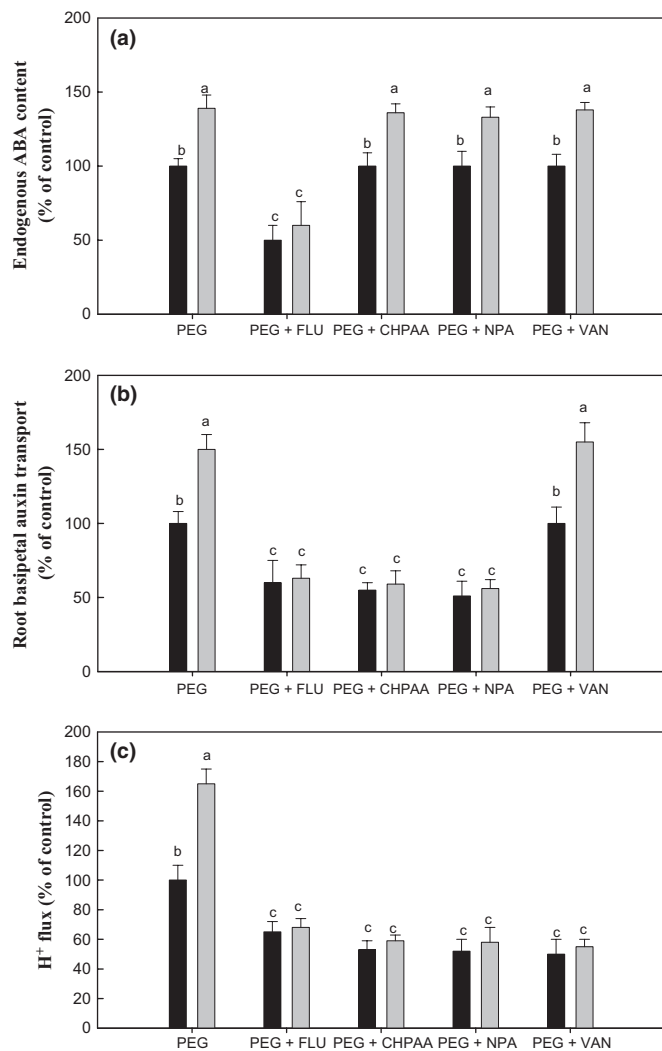 (a)
Endogenous ABA content
(% of control)
200
150
100
50
0
b a c c b a b a b a
PEG PEG + FLU PEG + CHPAA PEG + NPA PEG + VAN
(b)
Root basipetal auxin transport
(% of control)
200
150
100
50
0
b a c c c c c c b a
PEG PEG + FLU PEG + CHPAA PEG + NPA PEG + VAN
(c)
H⁺ flux (% of control)
200
180
160
140
120
100
80
60
40
20
0
b a c c c c c c c c
PEG PEG + FLU PEG + CHPAA PEG + NPA PEG + VAN